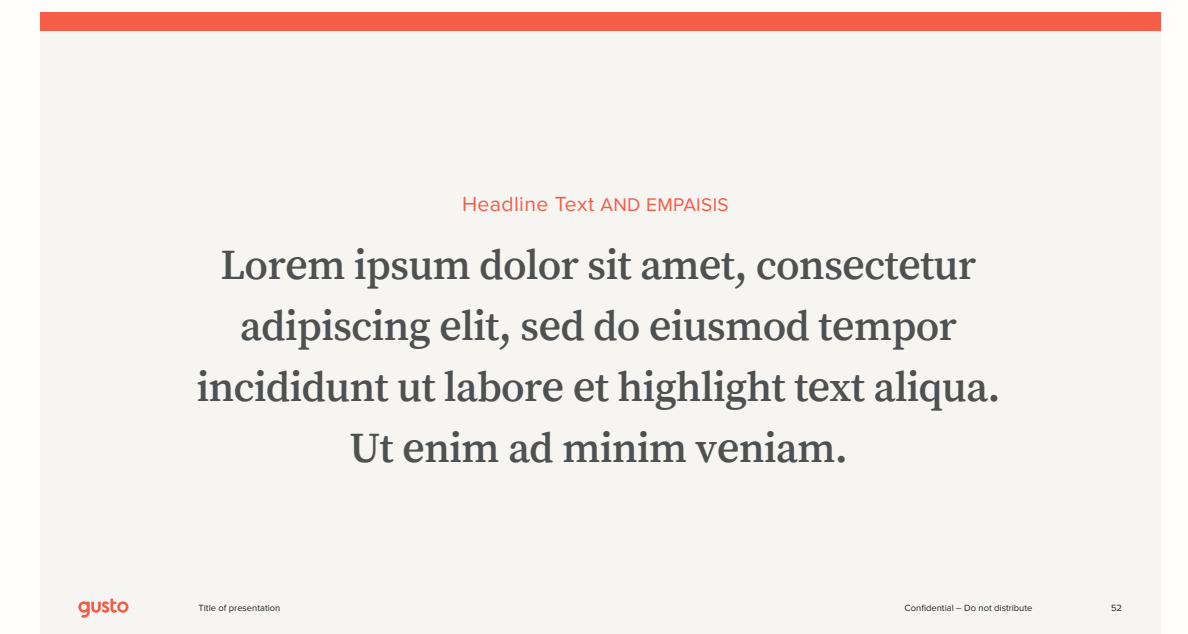 Headline Text AND EMPAISIS
Lorem ipsum dolor sit amet, consectetur
adipiscing elit, sed do eiusmod tempor
incididunt ut labore et highlight text aliqua.
Ut enim ad minim veniam.
gusto
Title of presentation
Confidential – Do not distribute
52